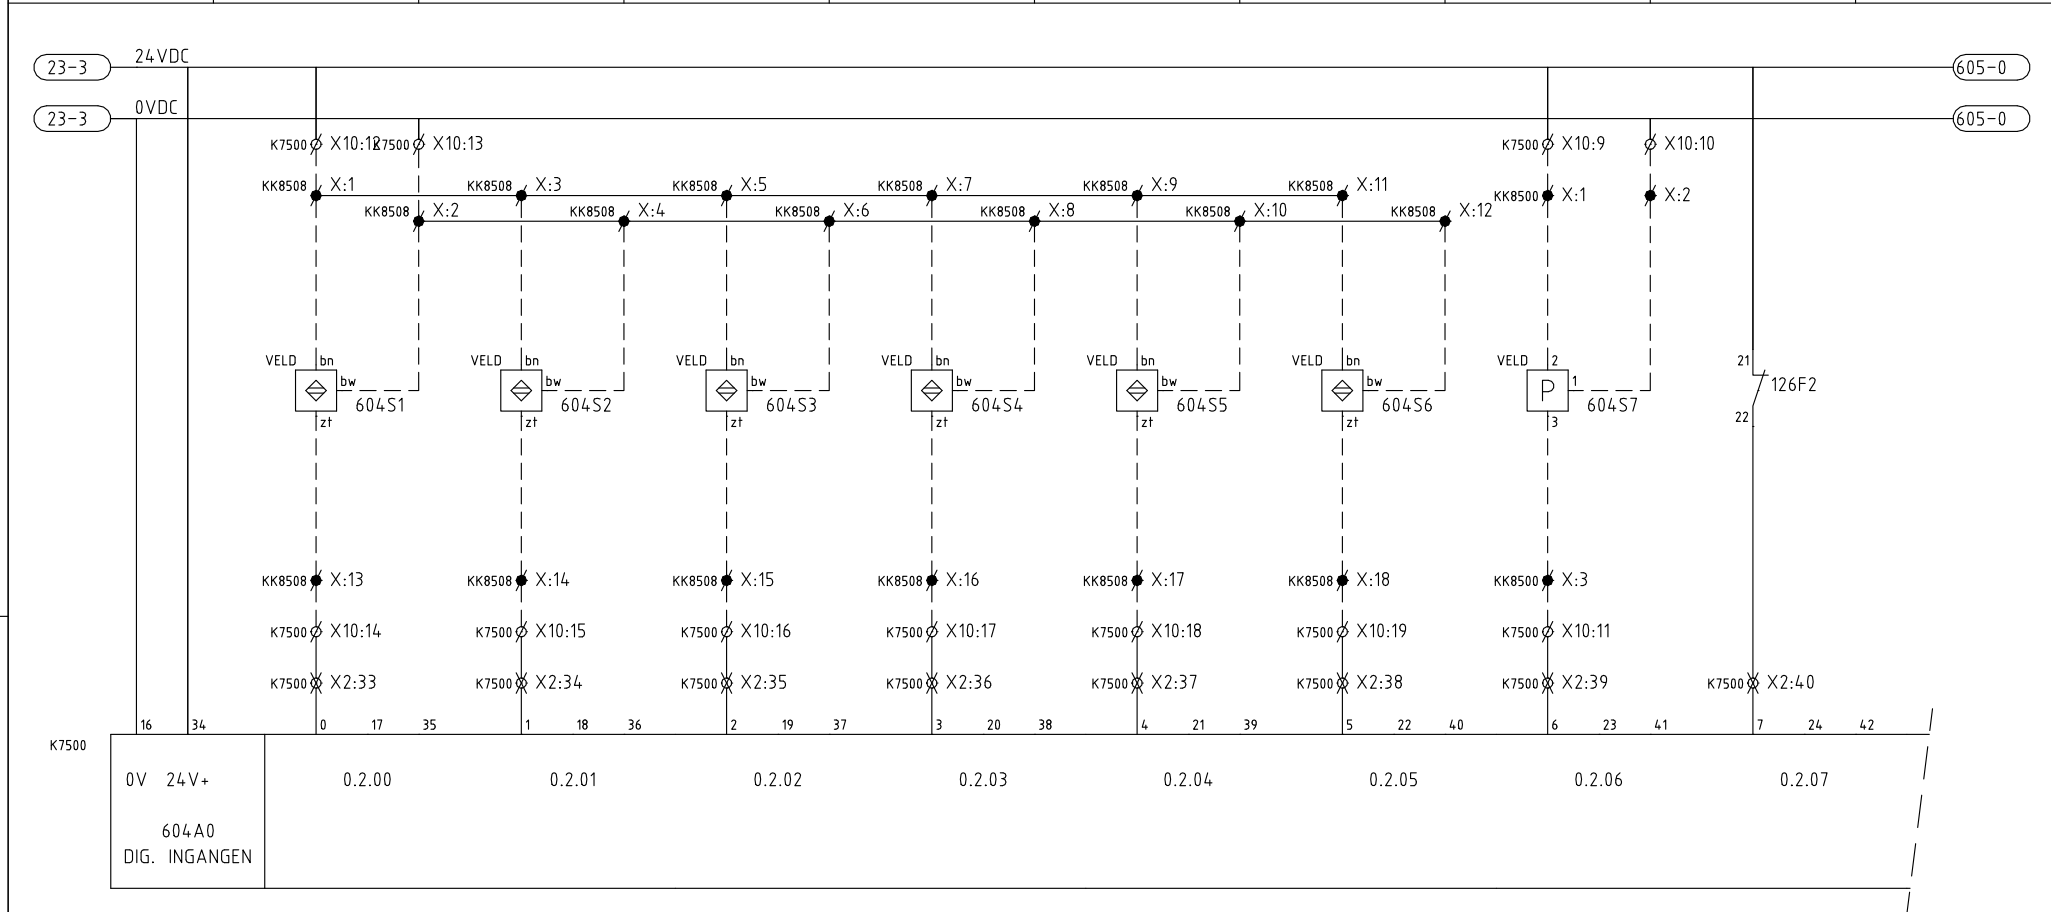 24VDC
23-3
605-0
0VDC
23-3
605-0
K7500 X10:12 K7500 X10:13 K7500 X10:9 X10:10
KK8508 X:1 KK8508 X:3 KK8508 X:5 KK8508 X:7 KK8508 X:9 KK8508 X:11 KK8500 X:1 X:2
KK8508 X:2 KK8508 X:4 KK8508 X:6 KK8508 X:8 KK8508 X:10 KK8508 X:12
VELD bn VELD bn VELD bn VELD bn VELD bn VELD bn VELD 2 21
bw bw bw bw bw bw 1 126F2
604S1 604S2 604S3 604S4 604S5 604S6 P 604S7
zt zt zt zt zt zt 3 22
KK8508 X:13 KK8508 X:14 KK8508 X:15 KK8508 X:16 KK8508 X:17 KK8508 X:18 KK8500 X:3
K7500 X10:14 K7500 X10:15 K7500 X10:16 K7500 X10:17 K7500 X10:18 K7500 X10:19 K7500 X10:11
K7500 X2:33 K7500 X2:34 K7500 X2:35 K7500 X2:36 K7500 X2:37 K7500 X2:38 K7500 X2:39 K7500 X2:40
16 34 0 17 35 1 18 36 2 19 37 3 20 38 4 21 39 5 22 40 6 23 41 7 24 42
K7500
0V 24V+ 0.2.00 0.2.01 0.2.02 0.2.03 0.2.04 0.2.05 0.2.06 0.2.07
604A0
DIG. INGANGEN